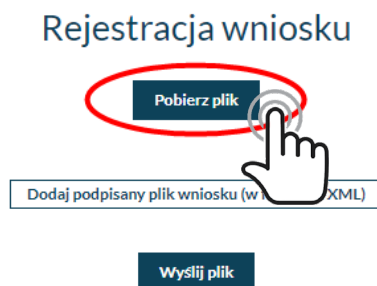 Rejestracja wniosku
Pobierz plik
Dodaj podpisany plik wniosku (w XML)
Wyślij plik